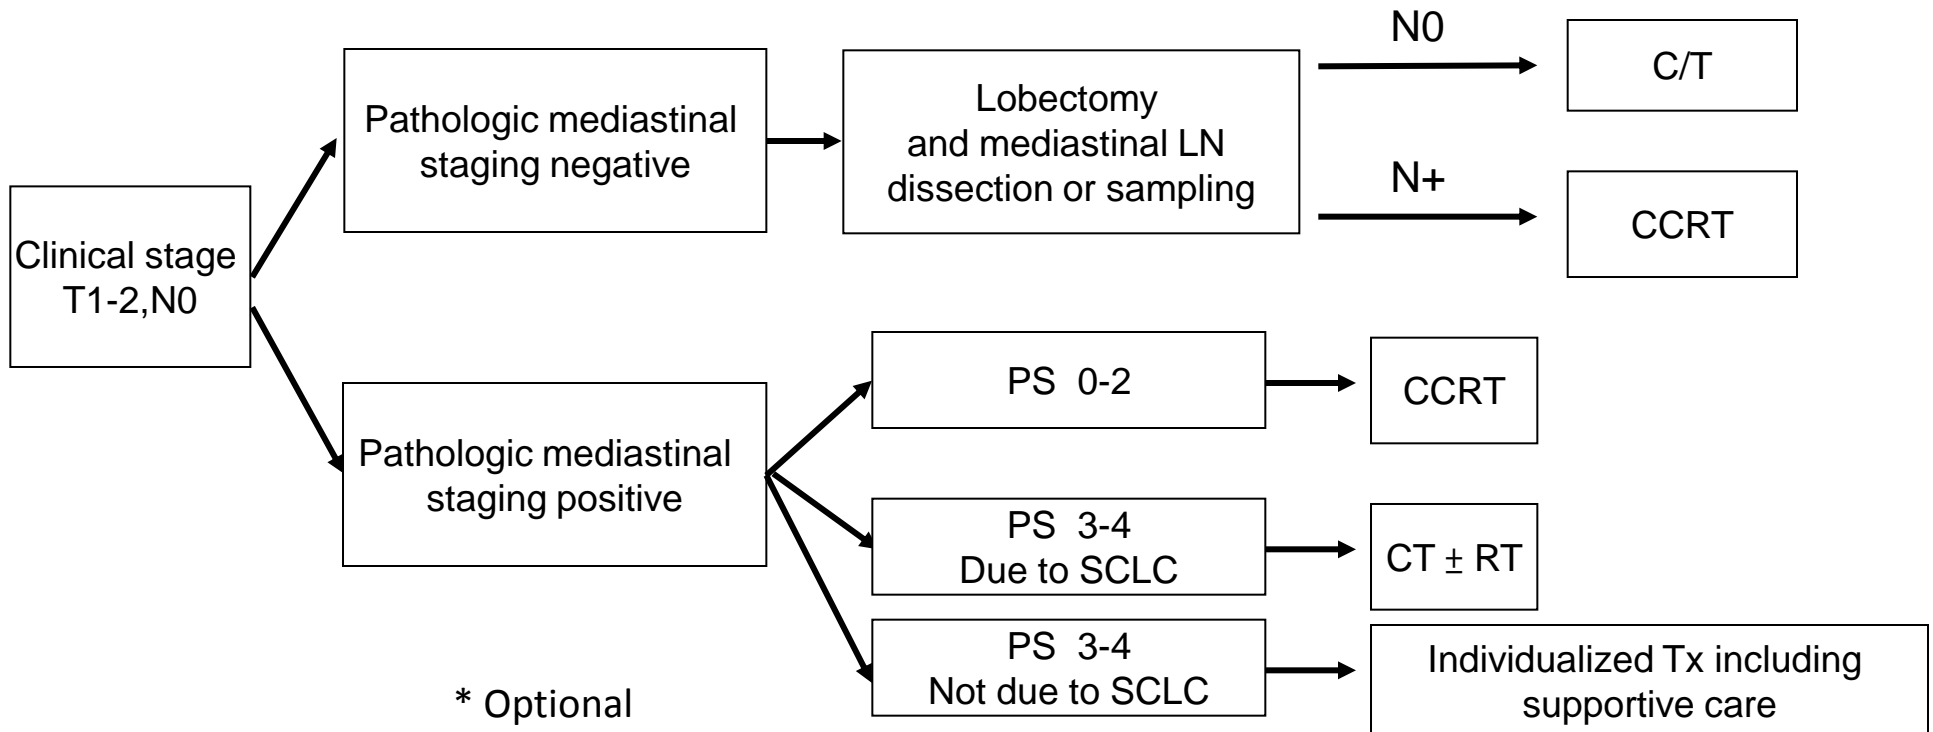 Clinical stage
T1-2,N0
Pathologic mediastinal
staging negative
Lobectomy
and mediastinal LN
dissection or sampling
N0
C/T
N+
CCRT
Pathologic mediastinal
staging positive
PS 0-2
CCRT
PS 3-4
Due to SCLC
CT ± RT
PS 3-4
Not due to SCLC
Individualized Tx including
supportive care
* Optional